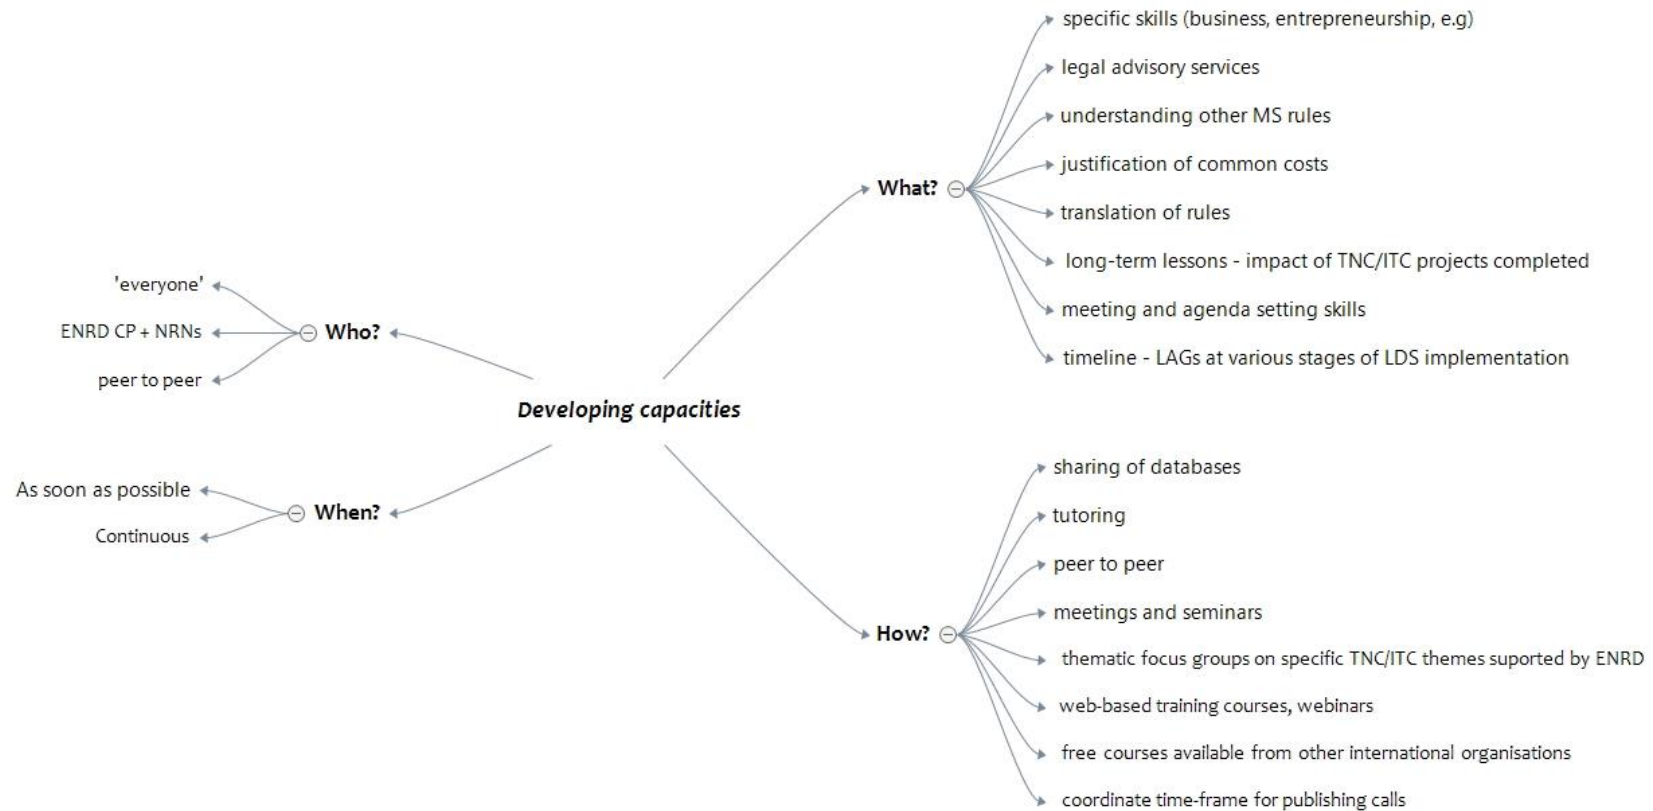 Developing capacities
What?
specific skills (business, entrepreneurship, e.g)
legal advisory services
understanding other MS rules
justification of common costs
translation of rules
long-term lessons - impact of TNC/ITC projects completed
meeting and agenda setting skills
timeline - LAGs at various stages of LDS implementation
How?
sharing of databases
tutoring
peer to peer
meetings and seminars
thematic focus groups on specific TNC/ITC themes suported by ENRD
web-based training courses, webinars
free courses available from other international organisations
coordinate time-frame for publishing calls
Who?
'everyone'
ENRD CP + NRNs
peer to peer
When?
As soon as possible
Continuous